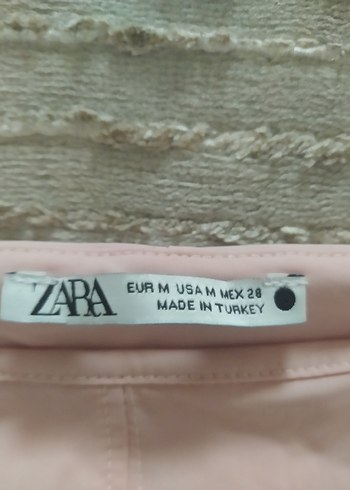 ZARA
EUR M USA M MEX 28
MADE IN TURKEY